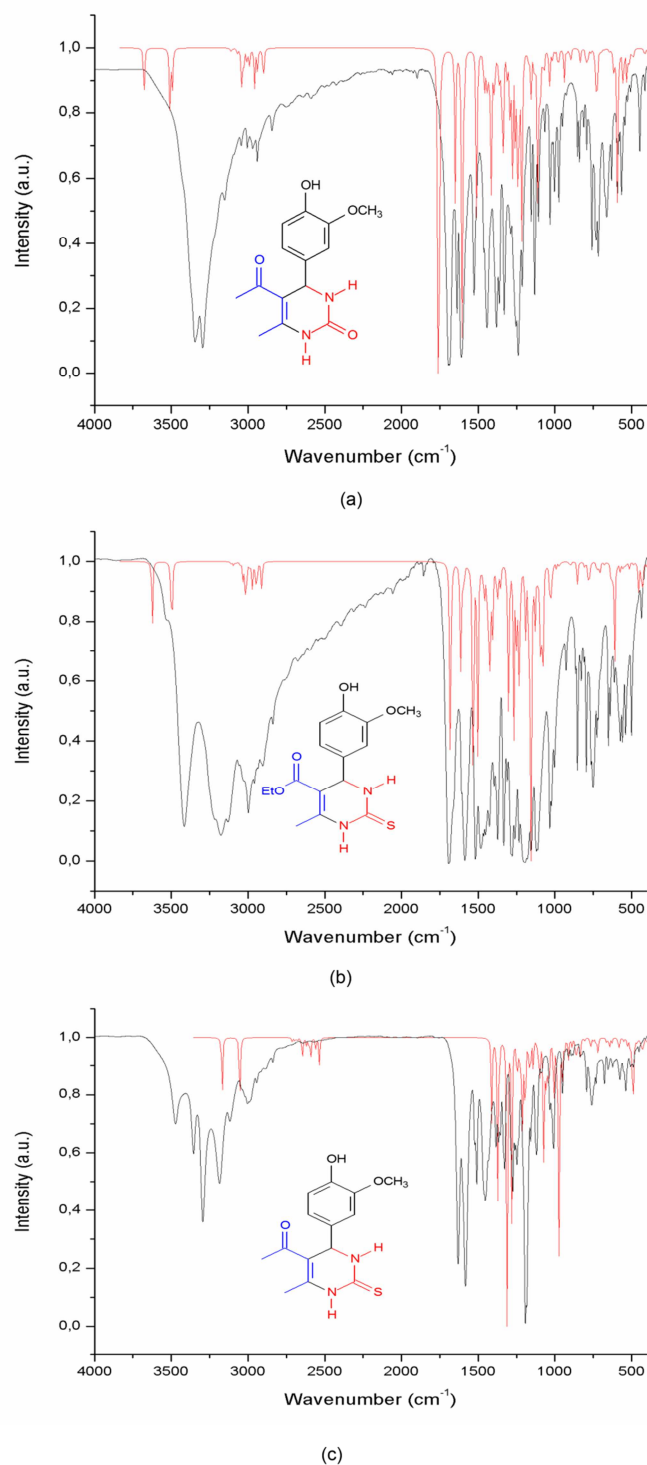 1,0
0,8
0,6
0,4
0,2
0,0
Intensity (a.u.)
OH
OCH3
O
N
H
N
O
H
4000 3500 3000 2500 2000 1500 1000 500
Wavenumber (cm-1)
(a)
1,0
0,8
0,6
0,4
0,2
0,0
Intensity (a.u.)
OH
OCH3
O
EtO
N
H
N
S
H
4000 3500 3000 2500 2000 1500 1000 500
Wavenumber (cm-1)
(b)
1,0
0,8
0,6
0,4
0,2
0,0
Intensity (a.u.)
OH
OCH3
O
N
H
N
S
H
4000 3500 3000 2500 2000 1500 1000 500
Wavenumber (cm-1)
(c)